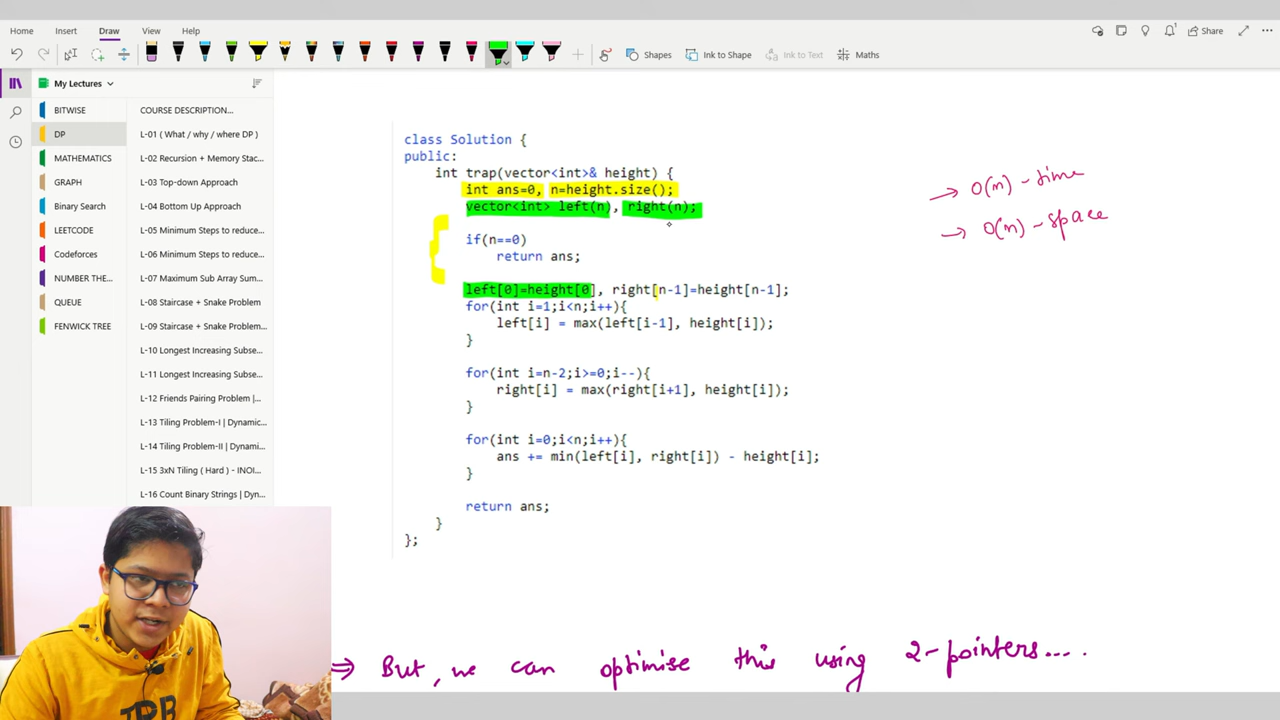 Home Insert Draw View Help Share
Shapes Ink to Shape Ink to Text Maths
My Lectures
BITWISE
DP
MATHEMATICS
GRAPH
Binary Search
LEETCODE
Codeforces
NUMBER THE...
QUEUE
FENWICK TREE
COURSE DESCRIPTION...
L-01 ( What / why / where DP )
L-02 Recursion + Memory Stac...
L-03 Top-down Approach
L-04 Bottom Up Approach
L-05 Minimum Steps to reduce...
L-06 Minimum Steps to reduce...
L-07 Maximum Sub Array Sum...
L-08 Staircase + Snake Problem
L-09 Staircase + Snake Problem...
L-10 Longest Increasing Subse...
L-11 Longest Increasing Subse...
L-12 Friends Pairing Problem |...
L-13 Tiling Problem-I | Dynamic...
L-14 Tiling Problem-II | Dynami...
L-15 3xN Tiling ( Hard ) - INOI...
L-16 Count Binary Strings | Dyn...
class Solution {
public:
int trap(vector<int>& height) {
int ans=0, n=height.size();
vector<int> left(n), right(n);
if(n==0)
return ans;
left[0]=height[0], right[n-1]=height[n-1];
for(int i=1;i<n;i++){
left[i] = max(left[i-1], height[i]);
}
for(int i=n-2;i>=0;i--){
right[i] = max(right[i+1], height[i]);
}
for(int i=0;i<n;i++){
ans += min(left[i], right[i]) - height[i];
}
return ans;
}
};
→ O(n) - time
→ O(n) - space
⇒ But, we can optimise this using 2-pointers....